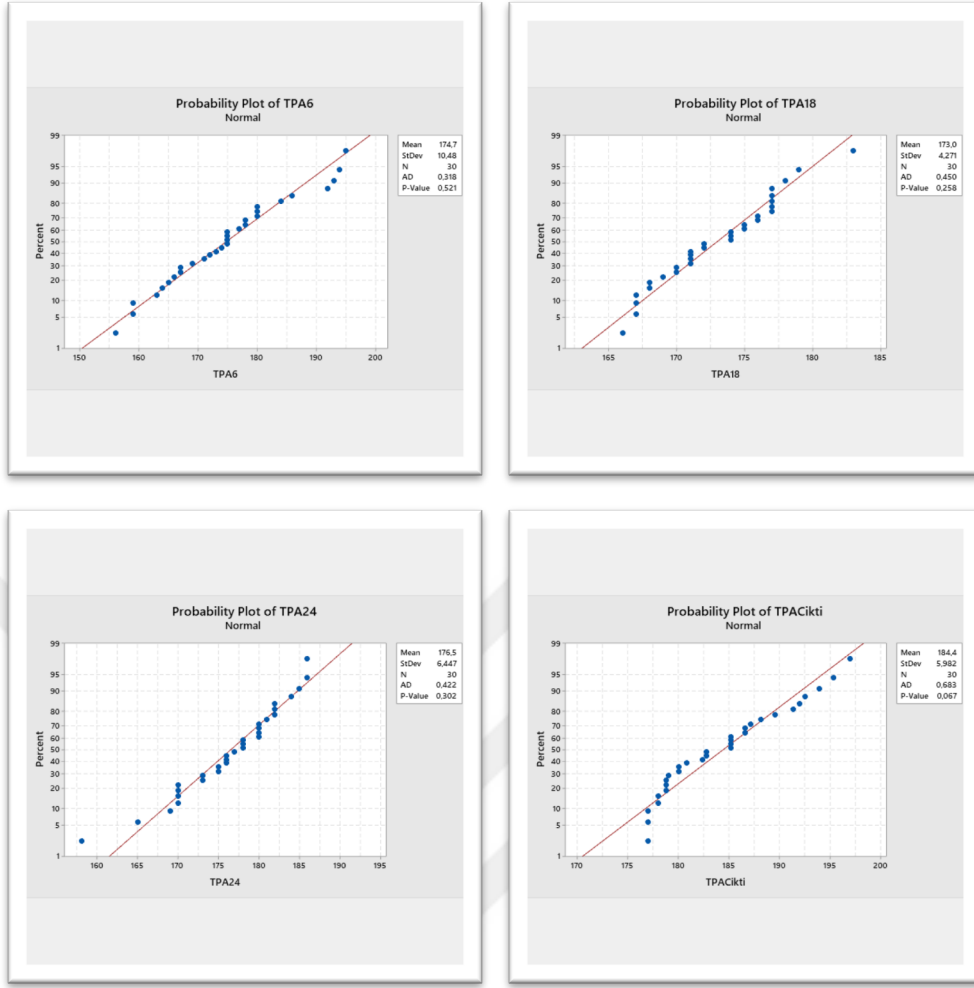 Probability Plot of TPA6
Normal
99
95
90
80
70
60
50
40
30
20
10
5
1
Percent
150 160 170 180 190 200
TPA6
Mean 174,7
StDev 10,48
N 30
AD 0,318
P-Value 0,521
Probability Plot of TPA18
Normal
99
95
90
80
70
60
50
40
30
20
10
5
1
Percent
165 170 175 180 185
TPA18
Mean 173,0
StDev 4,271
N 30
AD 0,450
P-Value 0,258
Probability Plot of TPA24
Normal
99
95
90
80
70
60
50
40
30
20
10
5
1
Percent
160 165 170 175 180 185 190 195
TPA24
Mean 176,5
StDev 6,447
N 30
AD 0,422
P-Value 0,302
Probability Plot of TPACikti
Normal
99
95
90
80
70
60
50
40
30
20
10
5
1
Percent
170 175 180 185 190 195 200
TPACikti
Mean 184,4
StDev 5,982
N 30
AD 0,683
P-Value 0,067